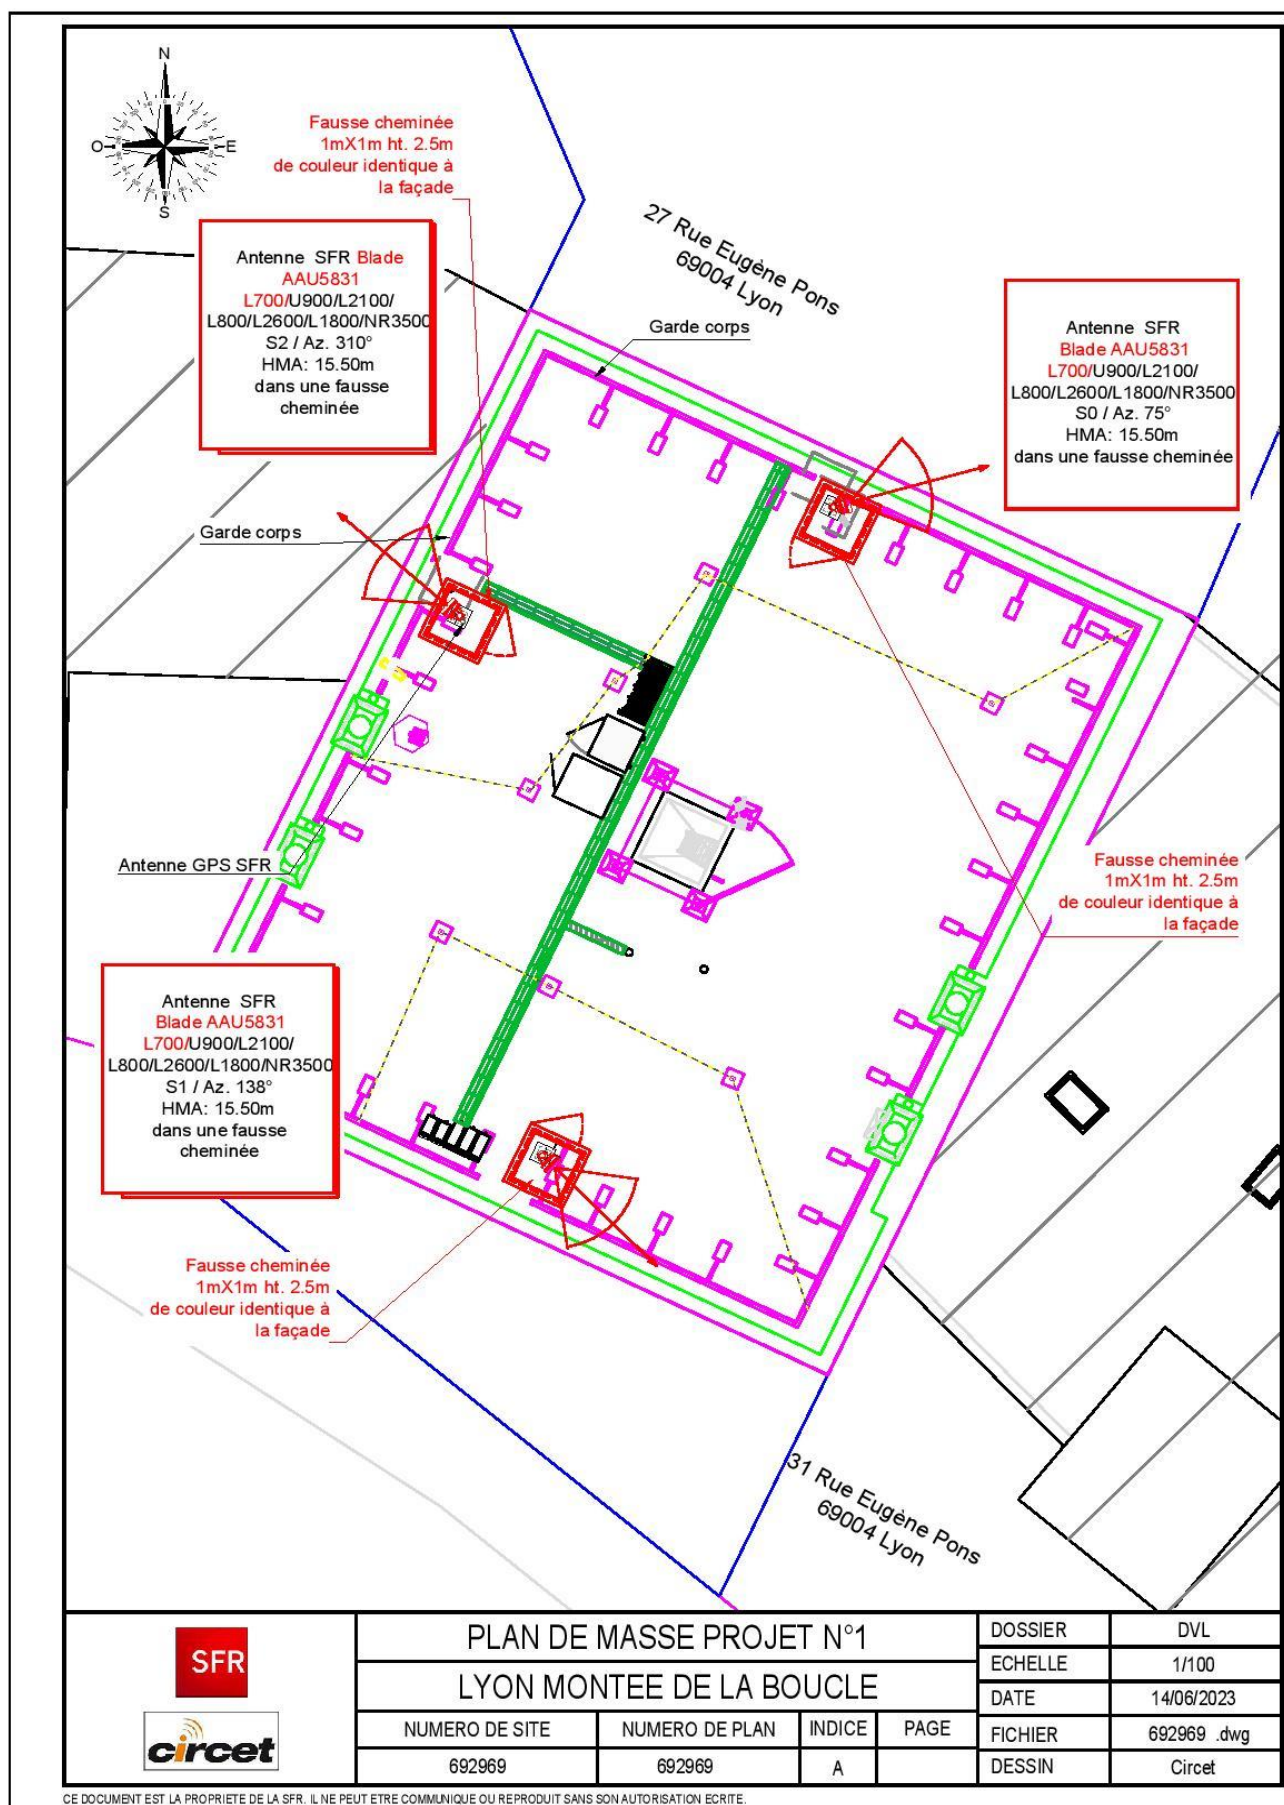 N
O
E
S
Fausse cheminée
1mX1m ht. 2.5m
de couleur identique à
la façade
Antenne SFR Blade
AAU5831
L700/U900/L2100/
L800/L2600/L1800/NR3500
S2 / Az. 310°
HMA: 15.50m
dans une fausse
cheminée
27 Rue Eugène Pons
69004 Lyon
Garde corps
Antenne SFR
Blade AAU5831
L700/U900/L2100/
L800/L2600/L1800/NR3500
S0 / Az. 75°
HMA: 15.50m
dans une fausse cheminée
Garde corps
Antenne GPS SFR
Fausse cheminée
1mX1m ht. 2.5m
de couleur identique à
la façade
Antenne SFR
Blade AAU5831
L700/U900/L2100/
L800/L2600/L1800/NR3500
S1 / Az. 138°
HMA: 15.50m
dans une fausse
cheminée
Fausse cheminée
1mX1m ht. 2.5m
de couleur identique à
la façade
31 Rue Eugène Pons
69004 Lyon
SFR
circet
PLAN DE MASSE PROJET N°1
LYON MONTEE DE LA BOUCLE
NUMERO DE SITE NUMERO DE PLAN INDICE PAGE
692969 692969 A
DOSSIER DVL
ECHELLE 1/100
DATE 14/06/2023
FICHIER 692969 .dwg
DESSIN Circet
CE DOCUMENT EST LA PROPRIETE DE LA SFR. IL NE PEUT ETRE COMMUNIQUE OU REPRODUIT SANS SON AUTORISATION ECRITE.